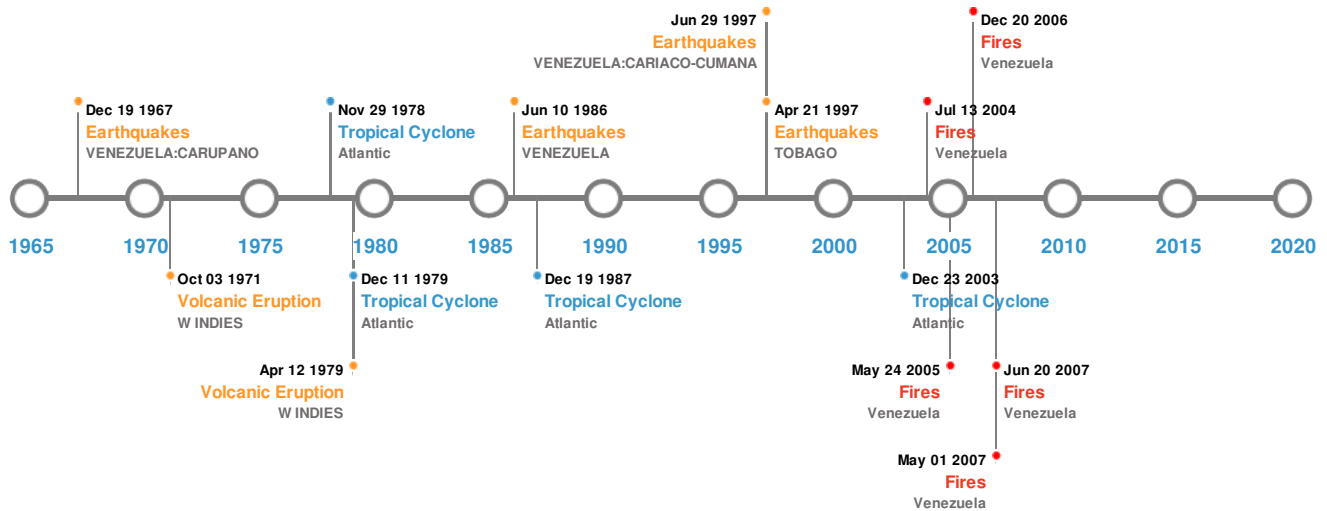 Jun 29 1997
Earthquakes
VENEZUELA:CARIACO-CUMANA
Dec 20 2006
Fires
Venezuela
Dec 19 1967
Earthquakes
VENEZUELA:CARUPANO
Nov 29 1978
Tropical Cyclone
Atlantic
Jun 10 1986
Earthquakes
VENEZUELA
Apr 21 1997
Earthquakes
TOBAGO
Jul 13 2004
Fires
Venezuela
1965 1970 1975 1980 1985 1990 1995 2000 2005 2010 2015 2020
Oct 03 1971
Volcanic Eruption
W INDIES
Dec 11 1979
Tropical Cyclone
Atlantic
Dec 19 1987
Tropical Cyclone
Atlantic
Dec 23 2003
Tropical Cyclone
Atlantic
Apr 12 1979
Volcanic Eruption
W INDIES
May 24 2005
Fires
Venezuela
Jun 20 2007
Fires
Venezuela
May 01 2007
Fires
Venezuela